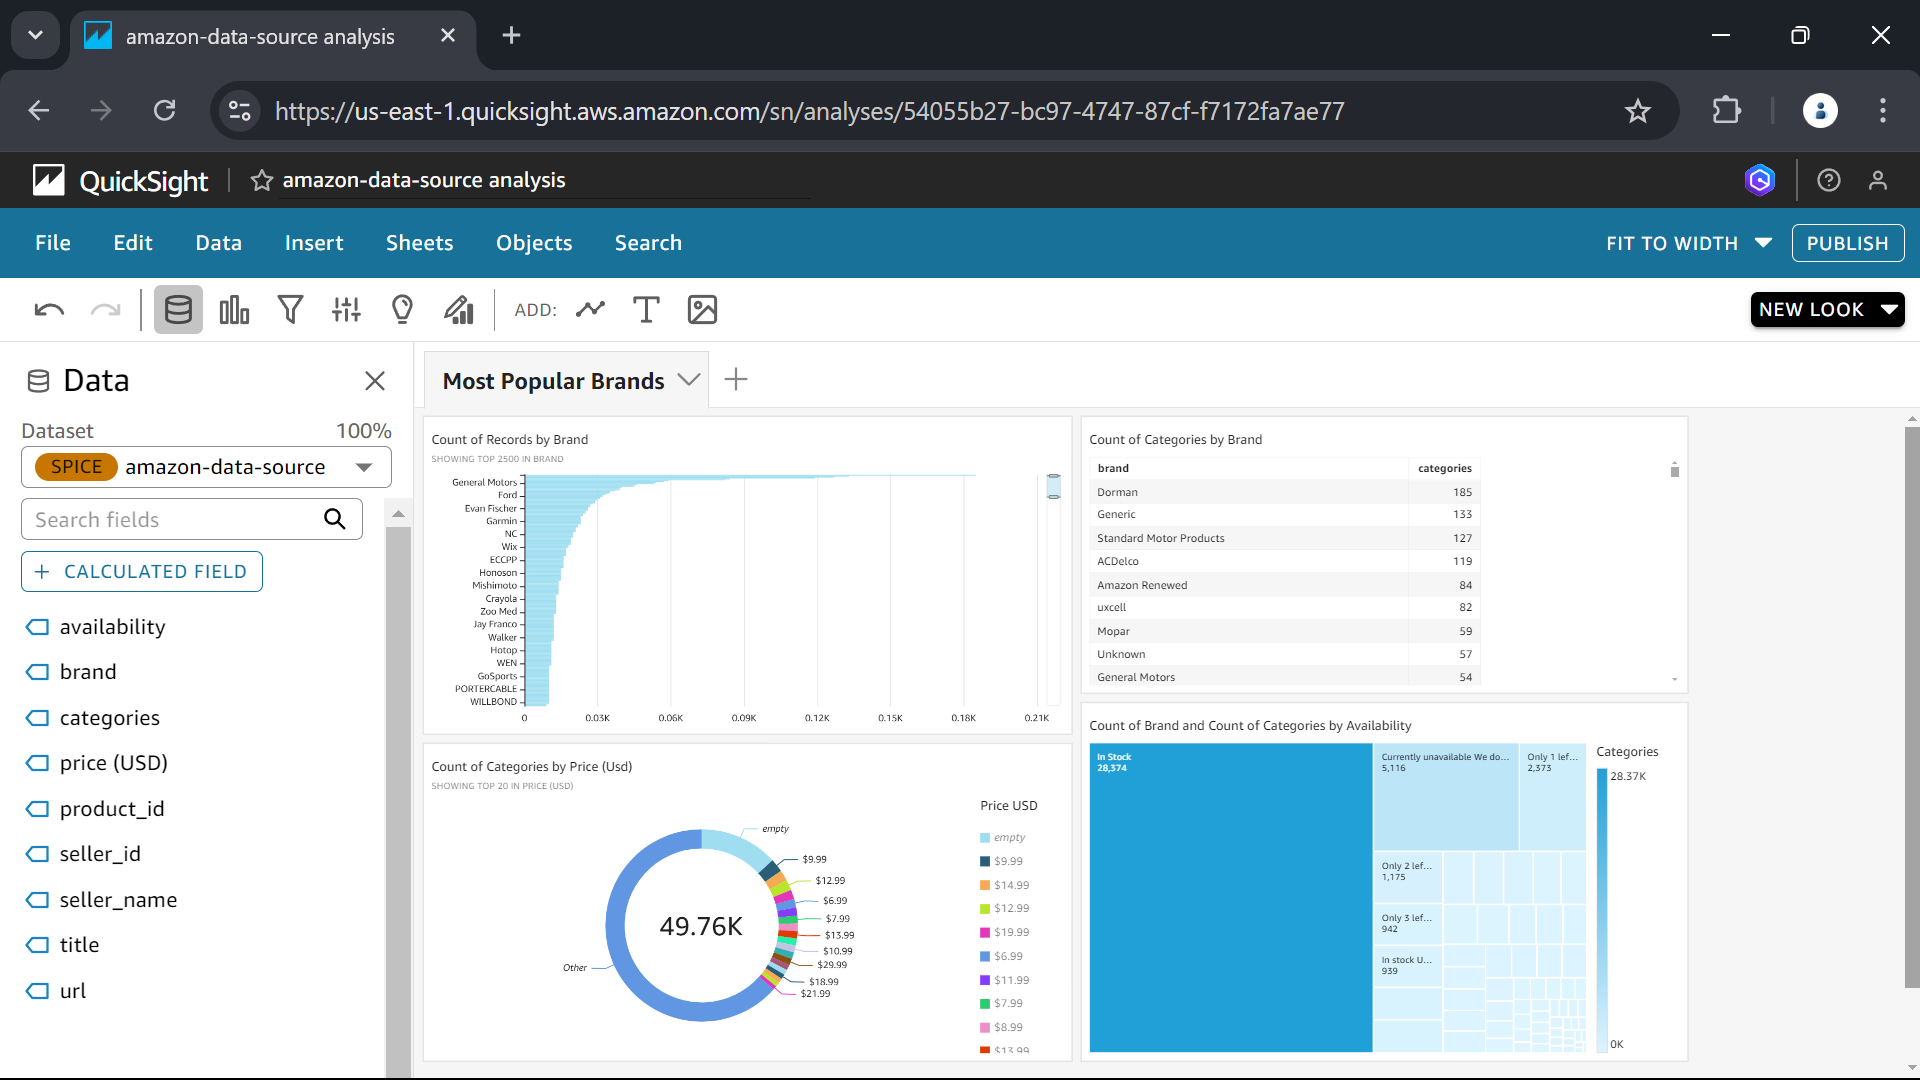 amazon-data-source analysis
https://us-east-1.quicksight.aws.amazon.com/sn/analyses/54055b27-bc97-4747-87cf-f7172fa7ae77
QuickSight
amazon-data-source analysis
File Edit Data Insert Sheets Objects Search
FIT TO WIDTH
PUBLISH
ADD:
NEW LOOK
Data
Dataset 100%
SPICE amazon-data-source
Search fields
+ CALCULATED FIELD
availability
brand
categories
price (USD)
product_id
seller_id
seller_name
title
url
Most Popular Brands
Count of Records by Brand
SHOWING TOP 2500 IN BRAND
General Motors
Ford
Evan Fischer
Garmin
NC
Wix
ECCPP
Honoson
Mishimoto
Crayola
Zoo Med
Jay Franco
Walker
Hotop
WEN
GoSports
PORTERCABLE
WILLBOND
0 0.03K 0.06K 0.09K 0.12K 0.15K 0.18K 0.21K
Count of Categories by Brand
brand categories
Dorman 185
Generic 133
Standard Motor Products 127
ACDelco 119
Amazon Renewed 84
uxcell 82
Mopar 59
Unknown 57
General Motors 54
Count of Categories by Price (Usd)
SHOWING TOP 20 IN PRICE (USD)
empty
$9.99
$12.99
$6.99
$7.99
$13.99
$10.99
$29.99
$18.99
$21.99
Other
49.76K
Price USD
empty
$9.99
$14.99
$12.99
$19.99
$6.99
$11.99
$7.99
$8.99
$13.99
Count of Brand and Count of Categories by Availability
In Stock
28,374
Currently unavailable We do...
5,116
Only 1 lef...
2,373
Only 2 lef...
1,175
Only 3 lef...
942
In stock U...
939
Categories
28.37K
0K